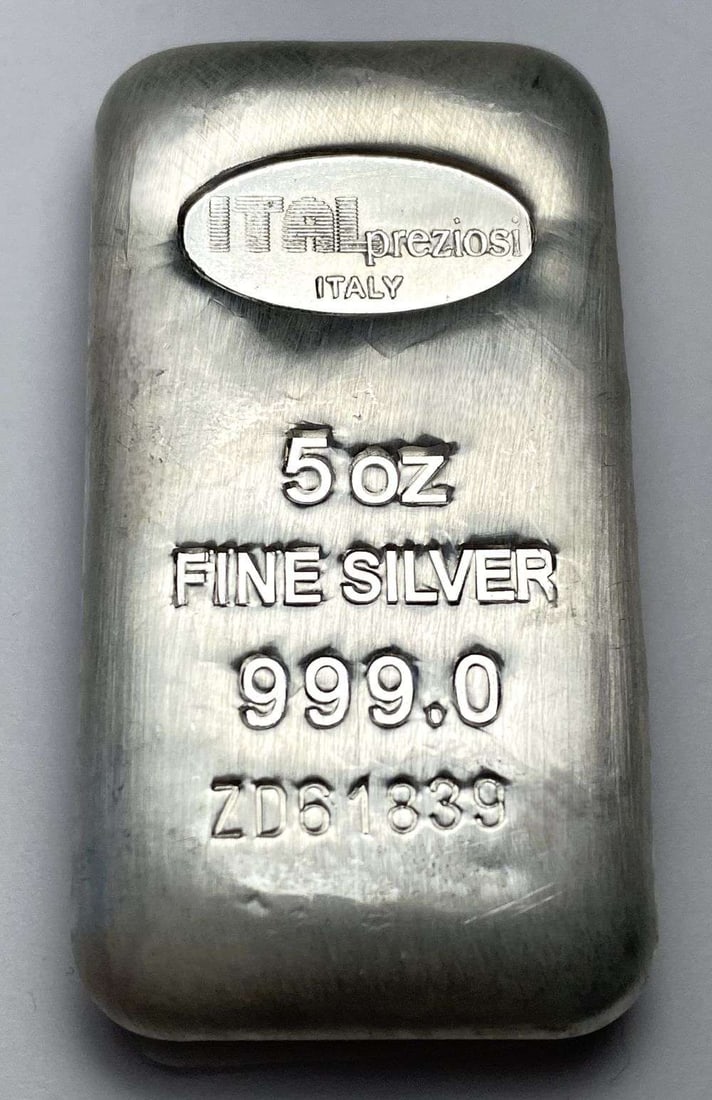 ITALpreziosi
ITALY
5 oz
FINE SILVER
999.0
ZD61839